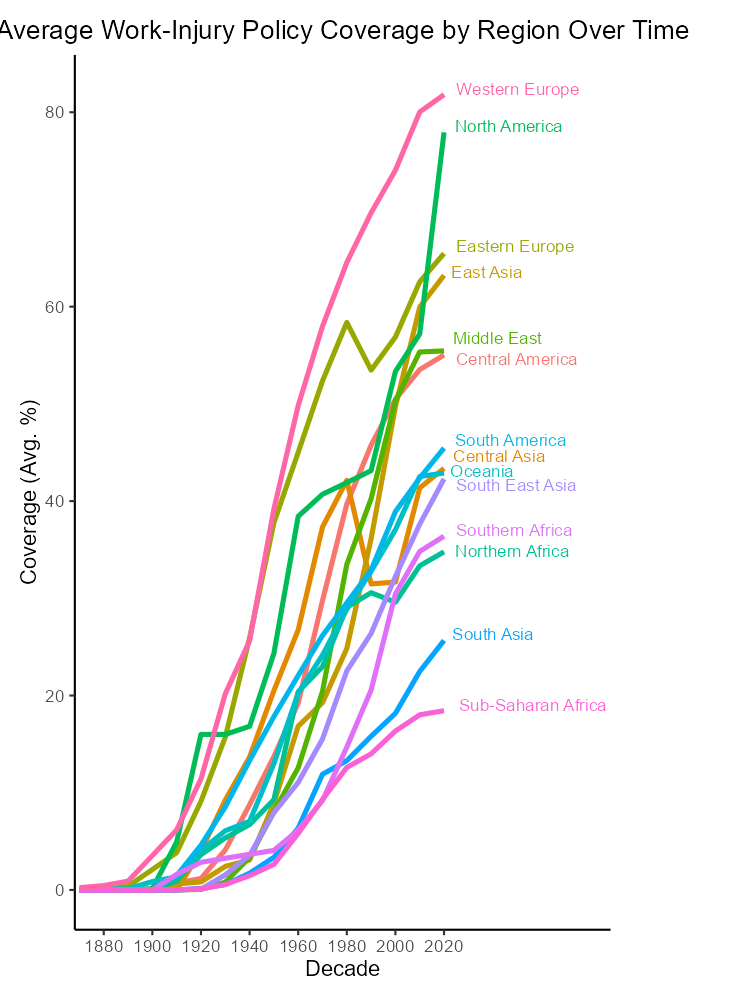 Average Work-Injury Policy Coverage by Region Over Time
Western Europe
80
North America
Eastern Europe
East Asia
60
Middle East
Central America
Coverage (Avg. %)
South America
Central Asia
Oceania
South East Asia
40
Southern Africa
Northern Africa
South Asia
20
Sub-Saharan Africa
0
1880 1900 1920 1940 1960 1980 2000 2020
Decade